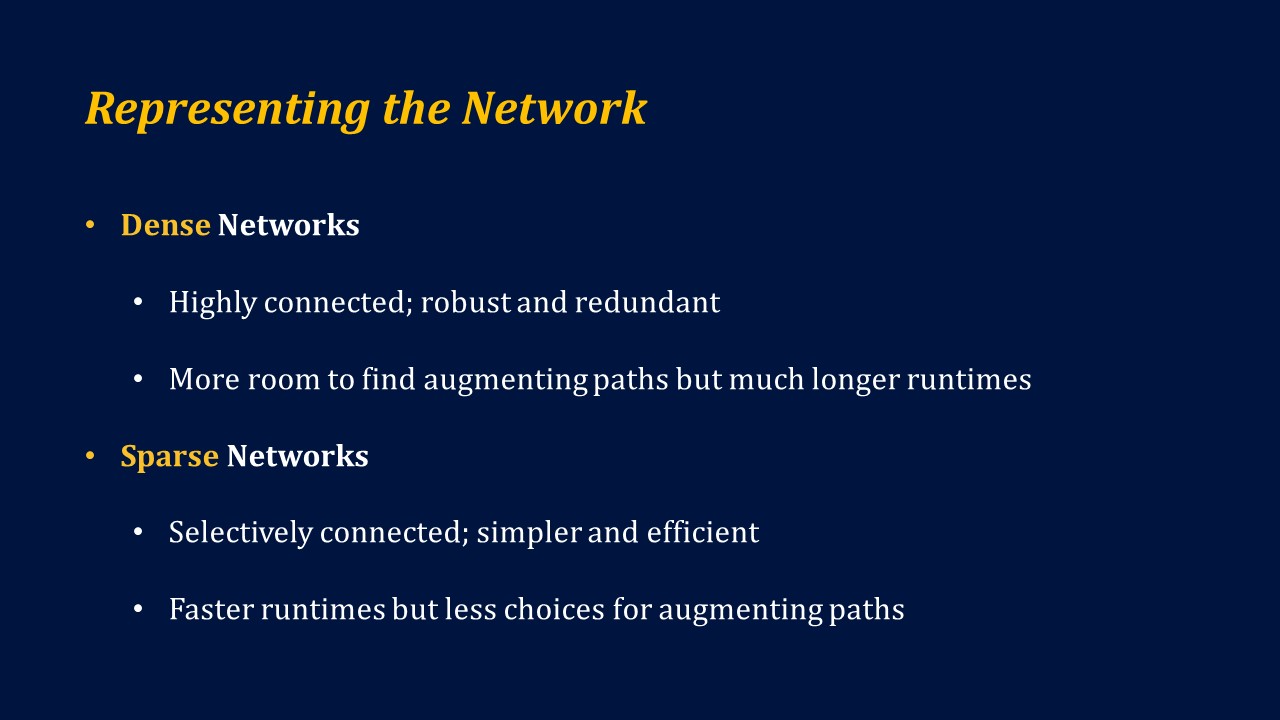 Representing the Network
• Dense Networks
• Highly connected; robust and redundant
• More room to find augmenting paths but much longer runtimes
• Sparse Networks
• Selectively connected; simpler and efficient
• Faster runtimes but less choices for augmenting paths